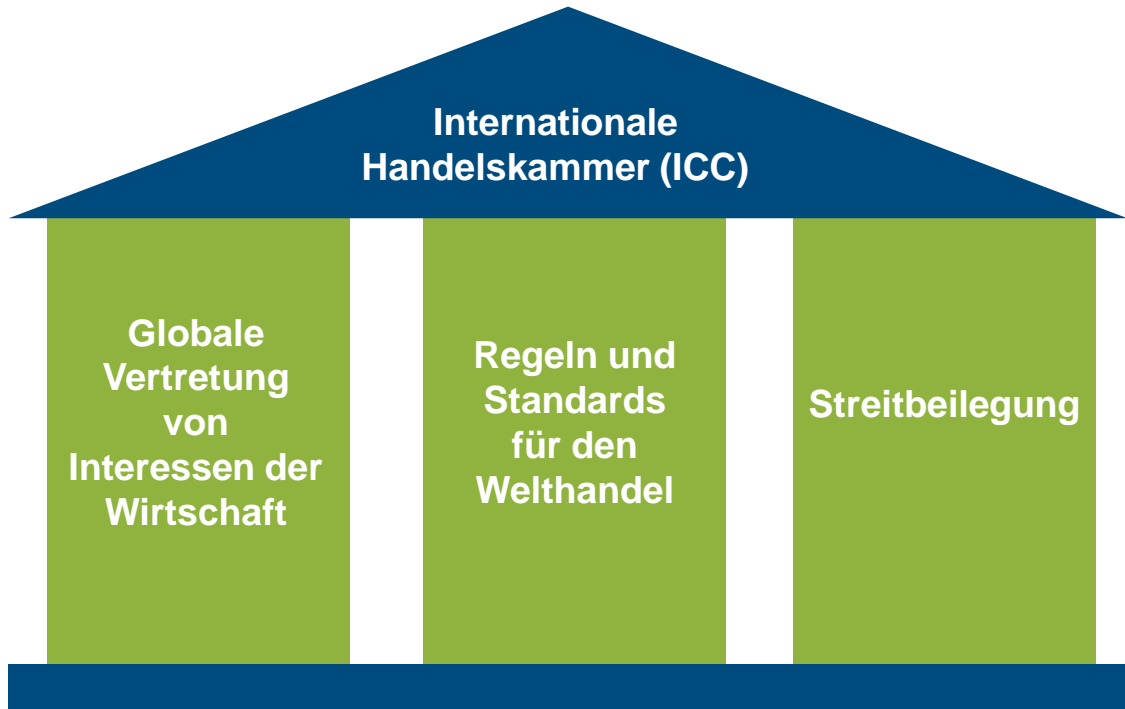 Internationale
Handelskammer (ICC)
Globale
Vertretung
von
Interessen der
Wirtschaft
Regeln und
Standards
für den
Welthandel
Streitbeilegung